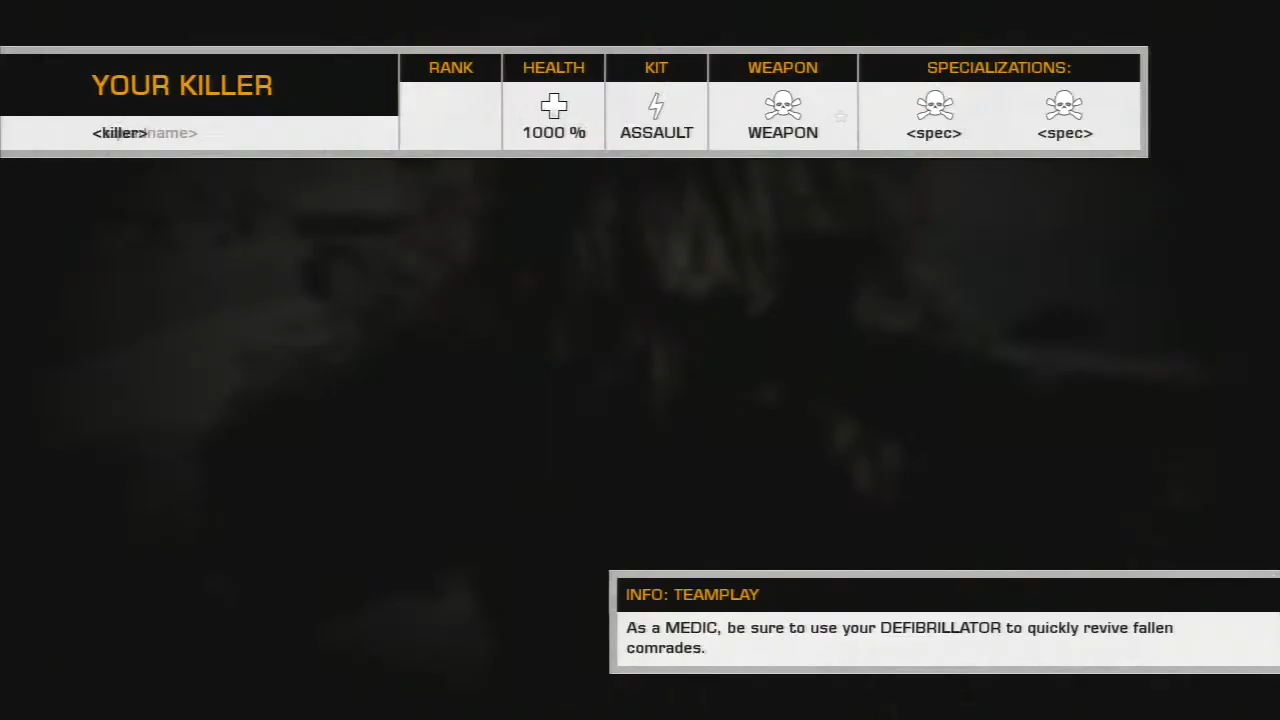 YOUR KILLER
RANK
HEALTH
KIT
WEAPON
SPECIALIZATIONS:
<killer> name>
1000 %
ASSAULT
WEAPON
<spec>
<spec>
INFO: TEAMPLAY
As a MEDIC, be sure to use your DEFIBRILLATOR to quickly revive fallen
comrades.